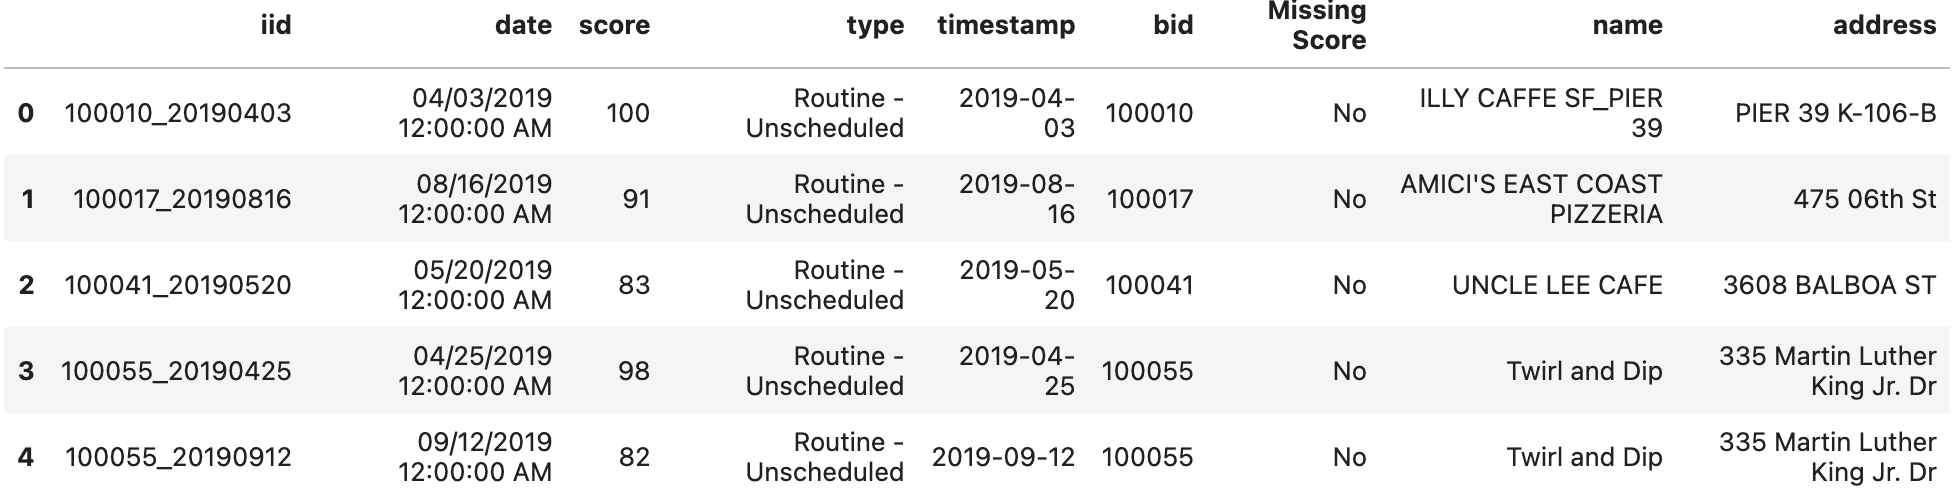 iid date score type timestamp bid Missing Score name address
0 100010_20190403 04/03/2019 12:00:00 AM 100 Routine - Unscheduled 2019-04-03 100010 No ILLY CAFFE SF_PIER 39 PIER 39 K-106-B
1 100017_20190816 08/16/2019 12:00:00 AM 91 Routine - Unscheduled 2019-08-16 100017 No AMICI'S EAST COAST PIZZERIA 475 06th St
2 100041_20190520 05/20/2019 12:00:00 AM 83 Routine - Unscheduled 2019-05-20 100041 No UNCLE LEE CAFE 3608 BALBOA ST
3 100055_20190425 04/25/2019 12:00:00 AM 98 Routine - Unscheduled 2019-04-25 100055 No Twirl and Dip 335 Martin Luther King Jr. Dr
4 100055_20190912 09/12/2019 12:00:00 AM 82 Routine - Unscheduled 2019-09-12 100055 No Twirl and Dip 335 Martin Luther King Jr. Dr